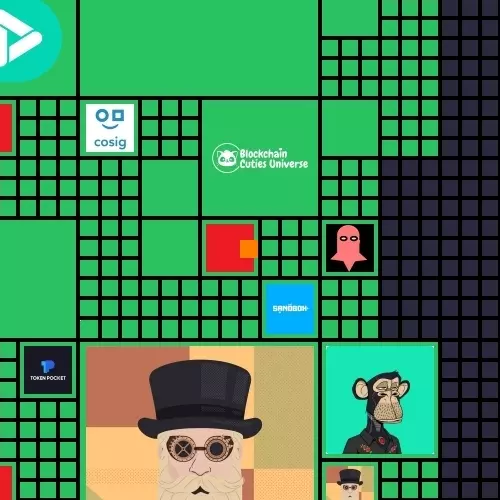 cosig
Blockchain
Cuties Universe
SANDBOX
TOKEN POCKET